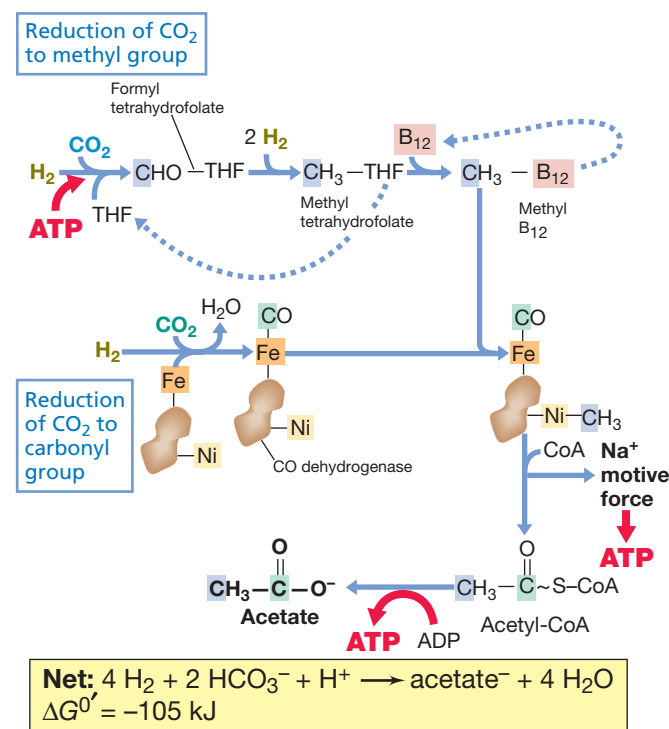 Reduction of CO₂
to methyl group
Formyl
tetrahydrofolate
CO₂
H₂
CHO – THF
2 H₂
CH₃ – THF
B₁₂
CH₃ – B₁₂
ATP
THF
Methyl
tetrahydrofolate
Methyl
B₁₂
H₂O
CO
CO₂
H₂
Fe
Fe
Ni
Ni
CO dehydrogenase
CO
Fe
Ni–CH₃
Reduction
of CO₂ to
carbonyl
group
CoA
Na⁺
motive
force
ATP
O
CH₃–C–O⁻
Acetate
O
CH₃–C~S–CoA
Acetyl-CoA
ATP
ADP
Net: 4 H₂ + 2 HCO₃⁻ + H⁺ → acetate⁻ + 4 H₂O
ΔG⁰′ = –105 kJ